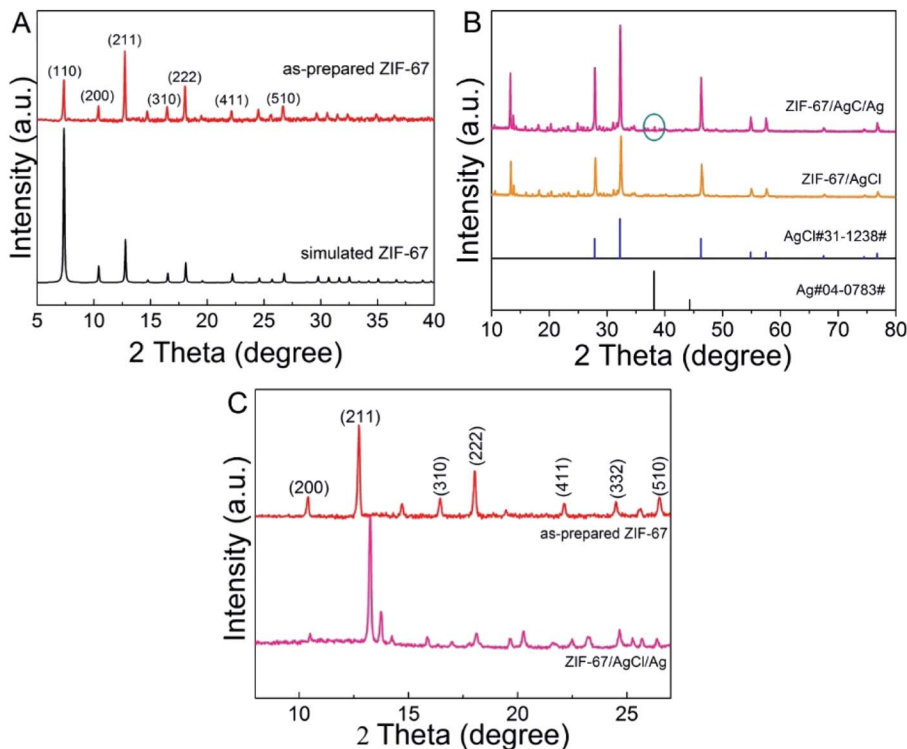 A
(110)
(200)
(211)
(310)
(222)
(411)
(510)
as-prepared ZIF-67
simulated ZIF-67
Intensity (a.u.)
5 10 15 20 25 30 35 40
2 Theta (degree)
B
ZIF-67/AgC/Ag
ZIF-67/AgCl
AgCl#31-1238#
Ag#04-0783#
Intensity (a.u.)
10 20 30 40 50 60 70 80
2 Theta (degree)
C
(200)
(211)
(310)
(222)
(411)
(332)
(510)
as-prepared ZIF-67
ZIF-67/AgCl/Ag
Intensity (a.u.)
10 15 20 25
2 Theta (degree)